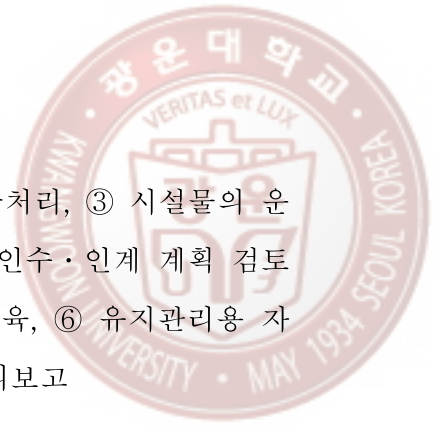 광운대학교
VERITAS et LUX
KWANGWOON UNIVERSITY • MAY 1934 SEOUL KOREA
처리, ③ 시설물의 운
인수・인계 계획 검토
육, ⑥ 유지관리용 자
보고